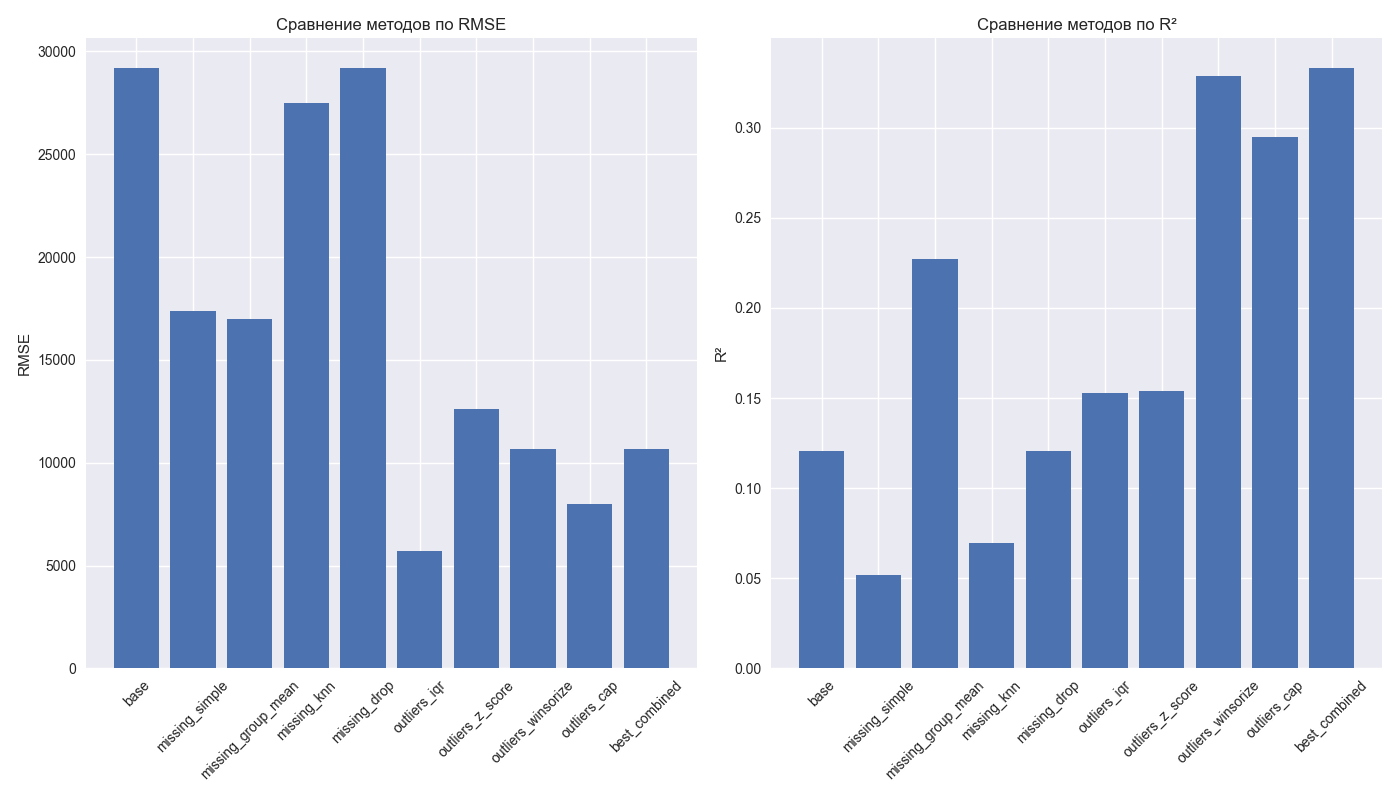 Сравнение методов по RMSE
RMSE
30000
25000
20000
15000
10000
5000
0
base
missing_simple
missing_group_mean
missing_knn
missing_drop
outliers_iqr
outliers_z_score
outliers_winsorize
outliers_cap
best_combined
Сравнение методов по R²
R²
0.30
0.25
0.20
0.15
0.10
0.05
0.00
base
missing_simple
missing_group_mean
missing_knn
missing_drop
outliers_iqr
outliers_z_score
outliers_winsorize
outliers_cap
best_combined